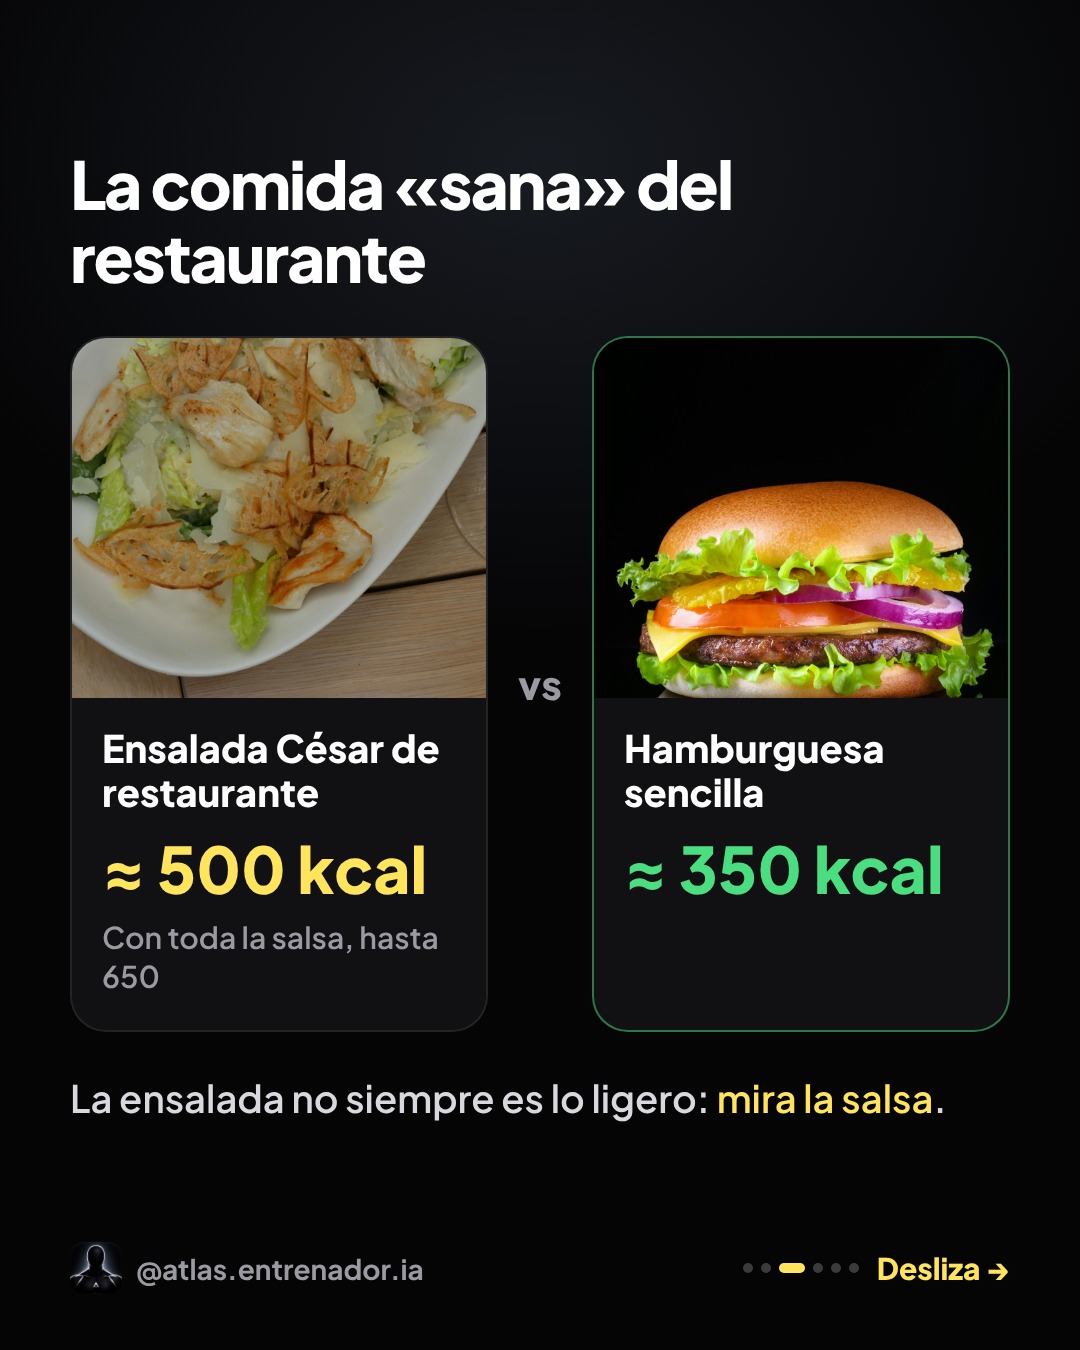 La comida «sana» del
restaurante
vs
Ensalada César de
restaurante
≈ 500 kcal
Con toda la salsa, hasta
650
Hamburguesa
sencilla
≈ 350 kcal
La ensalada no siempre es lo ligero: mira la salsa.
@atlas.entrenador.ia
Desliza →